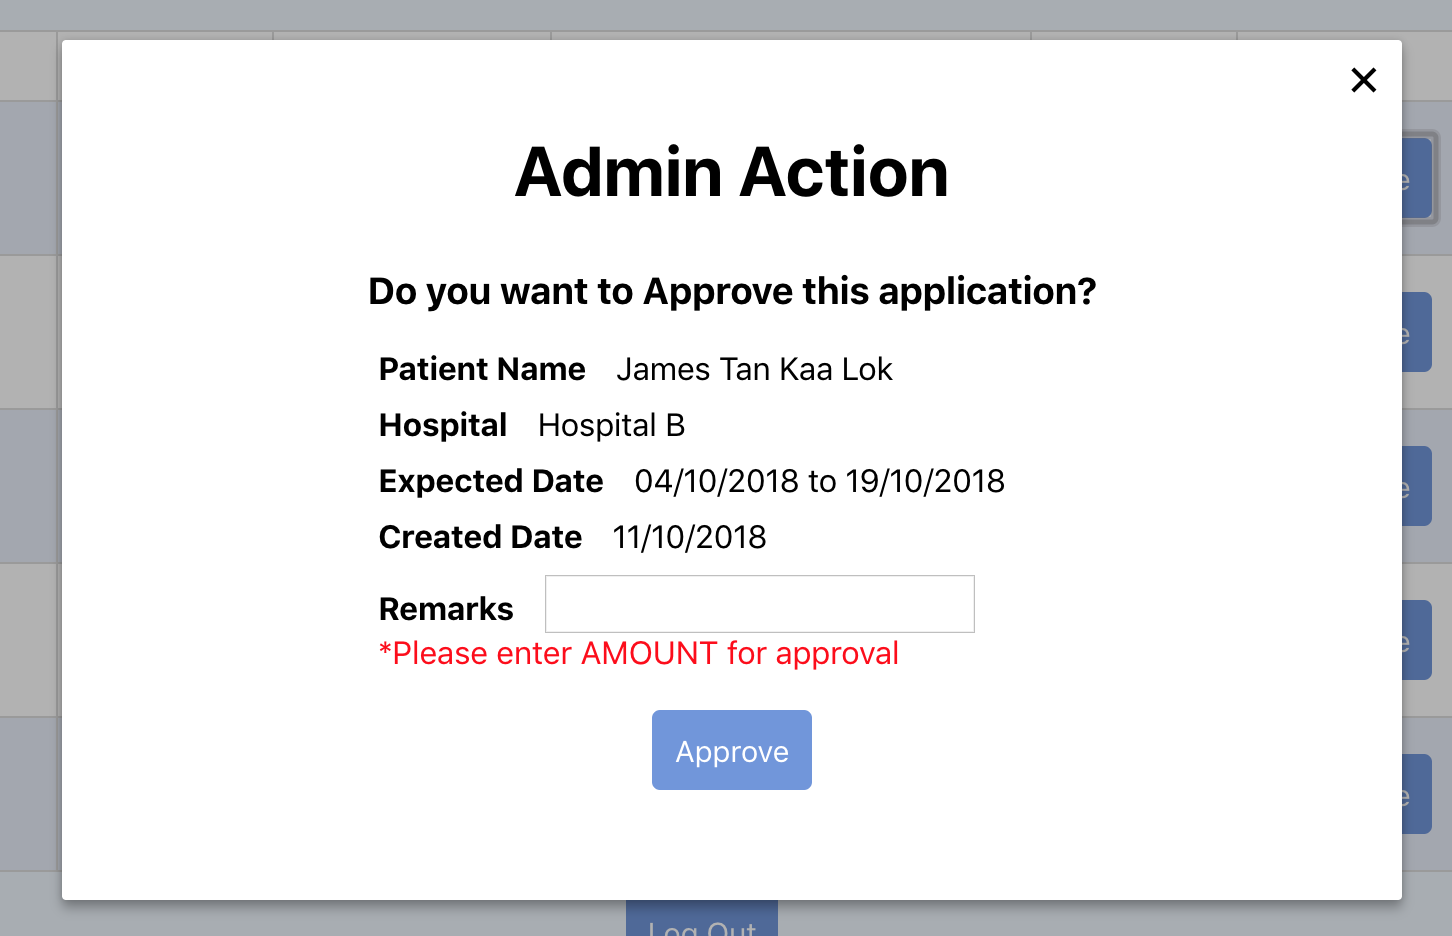 Admin Action
Do you want to Approve this application?
Patient Name James Tan Kaa Lok
Hospital Hospital B
Expected Date 04/10/2018 to 19/10/2018
Created Date 11/10/2018
Remarks
*Please enter AMOUNT for approval
Approve
Log Out